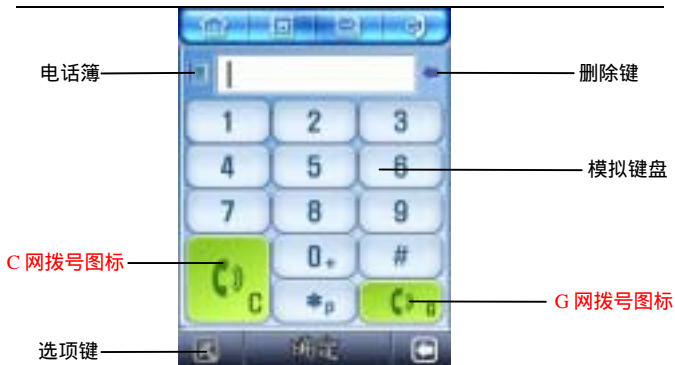 电话簿
删除键
1 2 3
4 5 6
模拟键盘
7 8 9
C 网拨号图标
0+ #
C *p G
G 网拨号图标
选项键
确定